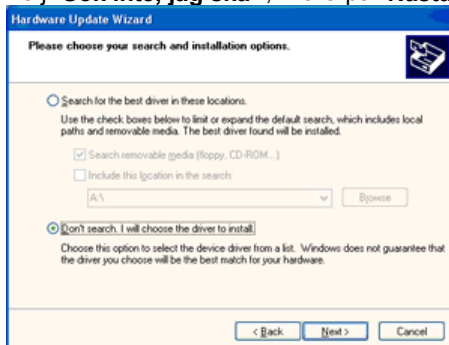 inte, jag ska
Hardware Update Wizard
Please choose your search and installation options.
Search for the best driver in these locations.
Use the check boxes below to limit or expand the default search, which includes local
paths and removable media. The best driver found will be installed.
Search removable media (floppy, CD-ROM...)
Include this location in the search:
A:\
Browse
Don't search. I will choose the driver to install.
Choose this option to select the device driver from a list. Windows does not guarantee that
the driver you choose will be the best match for your hardware.
< Back Next > Cancel